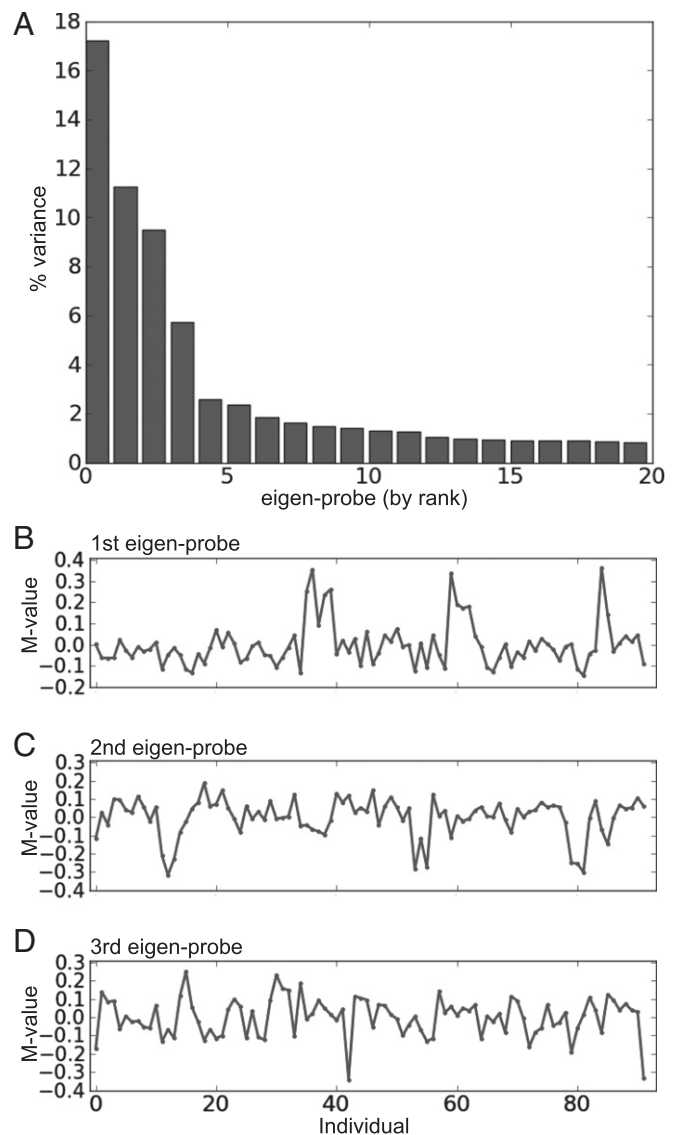 A
18
16
14
12
10
8
6
4
2
0
% variance
0 5 10 15 20
eigen-probe (by rank)
B
1st eigen-probe
0.4
0.3
0.2
0.1
0.0
−0.1
−0.2
M-value
C
2nd eigen-probe
0.3
0.2
0.1
0.0
−0.1
−0.2
−0.3
−0.4
M-value
D
3rd eigen-probe
0.3
0.2
0.1
0.0
−0.1
−0.2
−0.3
−0.4
M-value
0 20 40 60 80
Individual